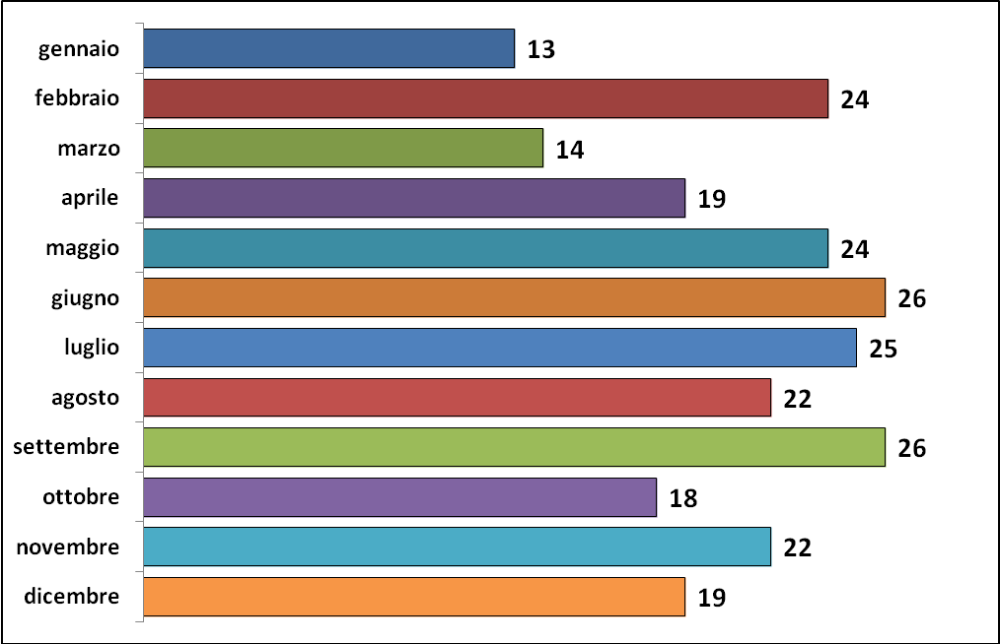 gennaio 13
febbraio 24
marzo 14
aprile 19
maggio 24
giugno 26
luglio 25
agosto 22
settembre 26
ottobre 18
novembre 22
dicembre 19